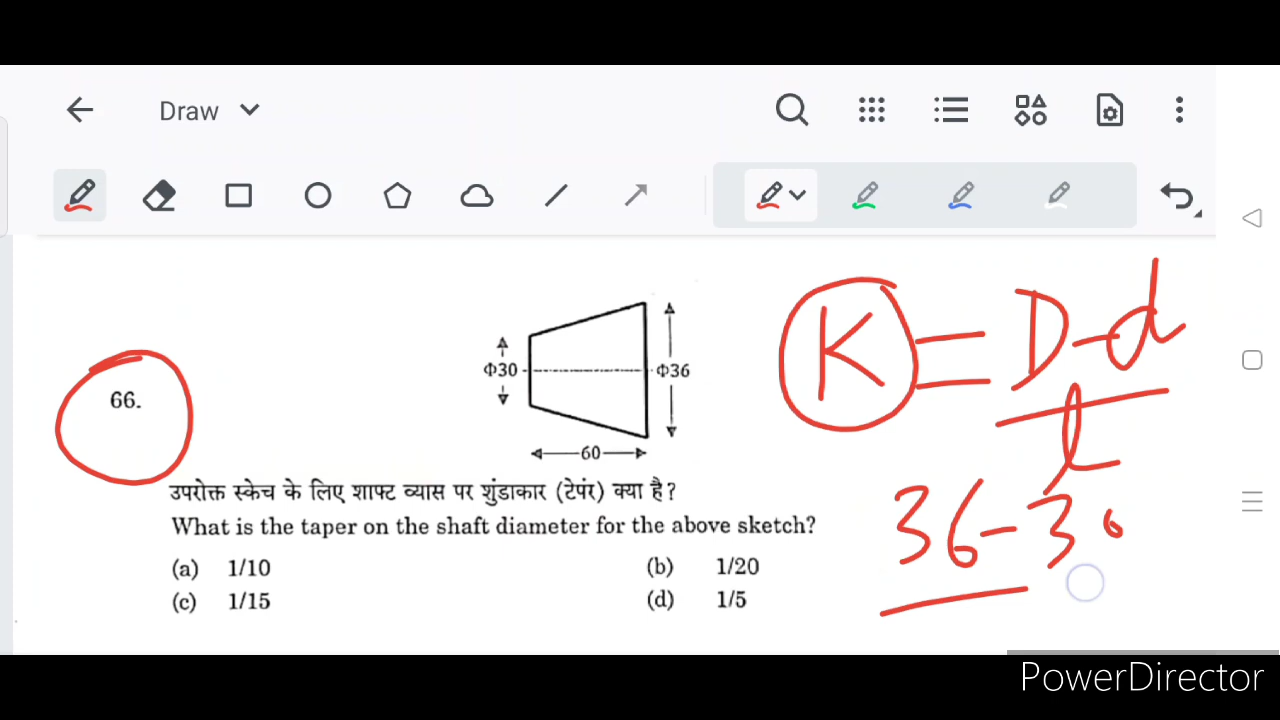 Draw
Φ30
Φ36
60
66.
K = D-d
l
36-30
उपरोक्त स्केच के लिए शाफ्ट व्यास पर शुंडाकार (टेपर) क्या है?
What is the taper on the shaft diameter for the above sketch?
(a) 1/10 (b) 1/20
(c) 1/15 (d) 1/5
PowerDirector